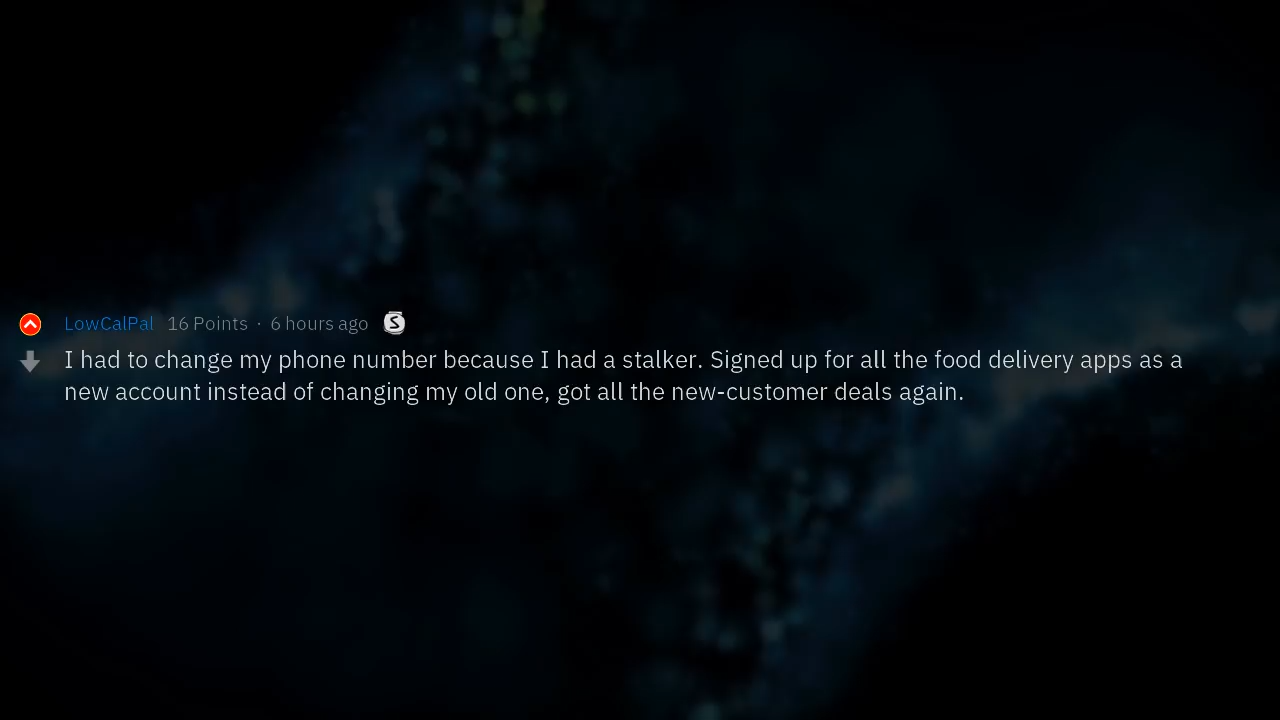 LowCalPal 16 Points · 6 hours ago S
I had to change my phone number because I had a stalker. Signed up for all the food delivery apps as a
new account instead of changing my old one, got all the new-customer deals again.